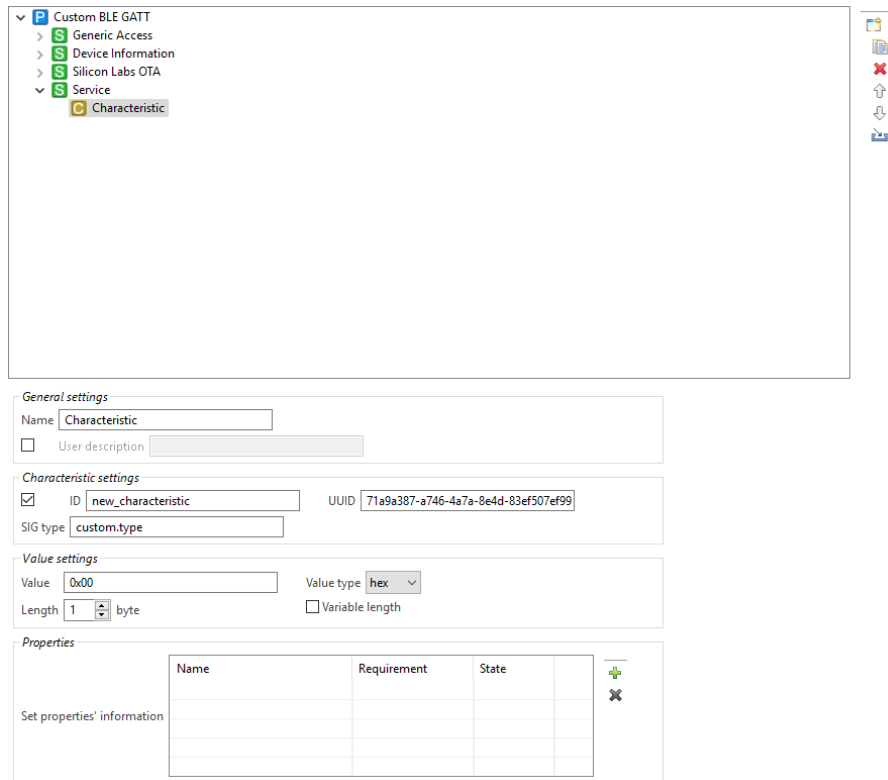 Custom BLE GATT
Generic Access
Device Information
Silicon Labs OTA
Service
Characteristic
General settings
Name Characteristic
User description
Characteristic settings
ID new_characteristic UUID 71a9a387-a746-4a7a-8e4d-83ef507ef99
SIG type custom.type
Value settings
Value 0x00 Value type hex
Length 1 byte Variable length
Properties
Name Requirement State
Set properties' information